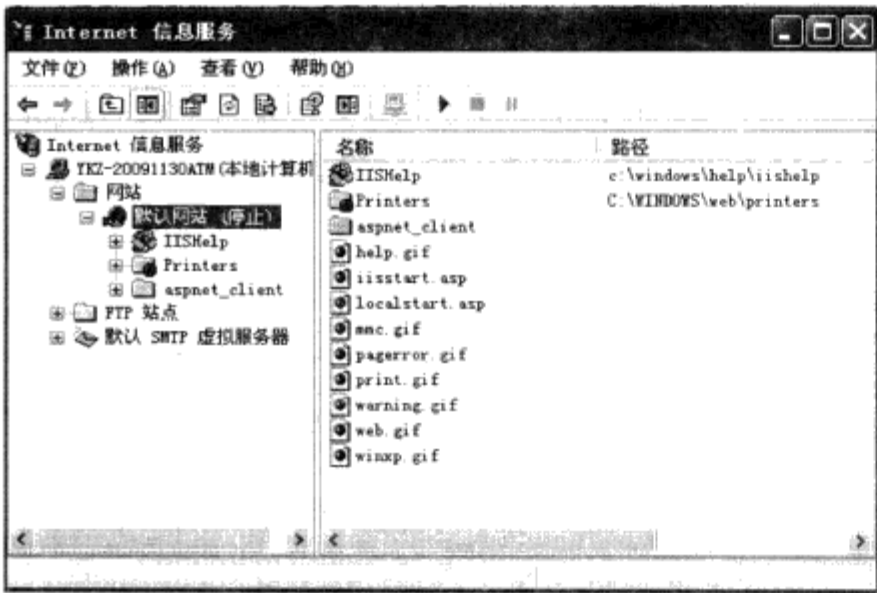 Internet 信息服务
文件(F) 操作(A) 查看(V) 帮助(H)
Internet 信息服务
YKZ-20091130ATM(本地计算机
网站
默认网站 (停止)
IISHelp
Printers
aspnet_client
FTP 站点
默认 SMTP 虚拟服务器
名称 路径
IISHelp c:\windows\help\iishelp
Printers C:\WINDOWS\web\printers
aspnet_client
help.gif
iisstart.asp
localstart.asp
mmc.gif
pagerror.gif
print.gif
warning.gif
web.gif
winxp.gif